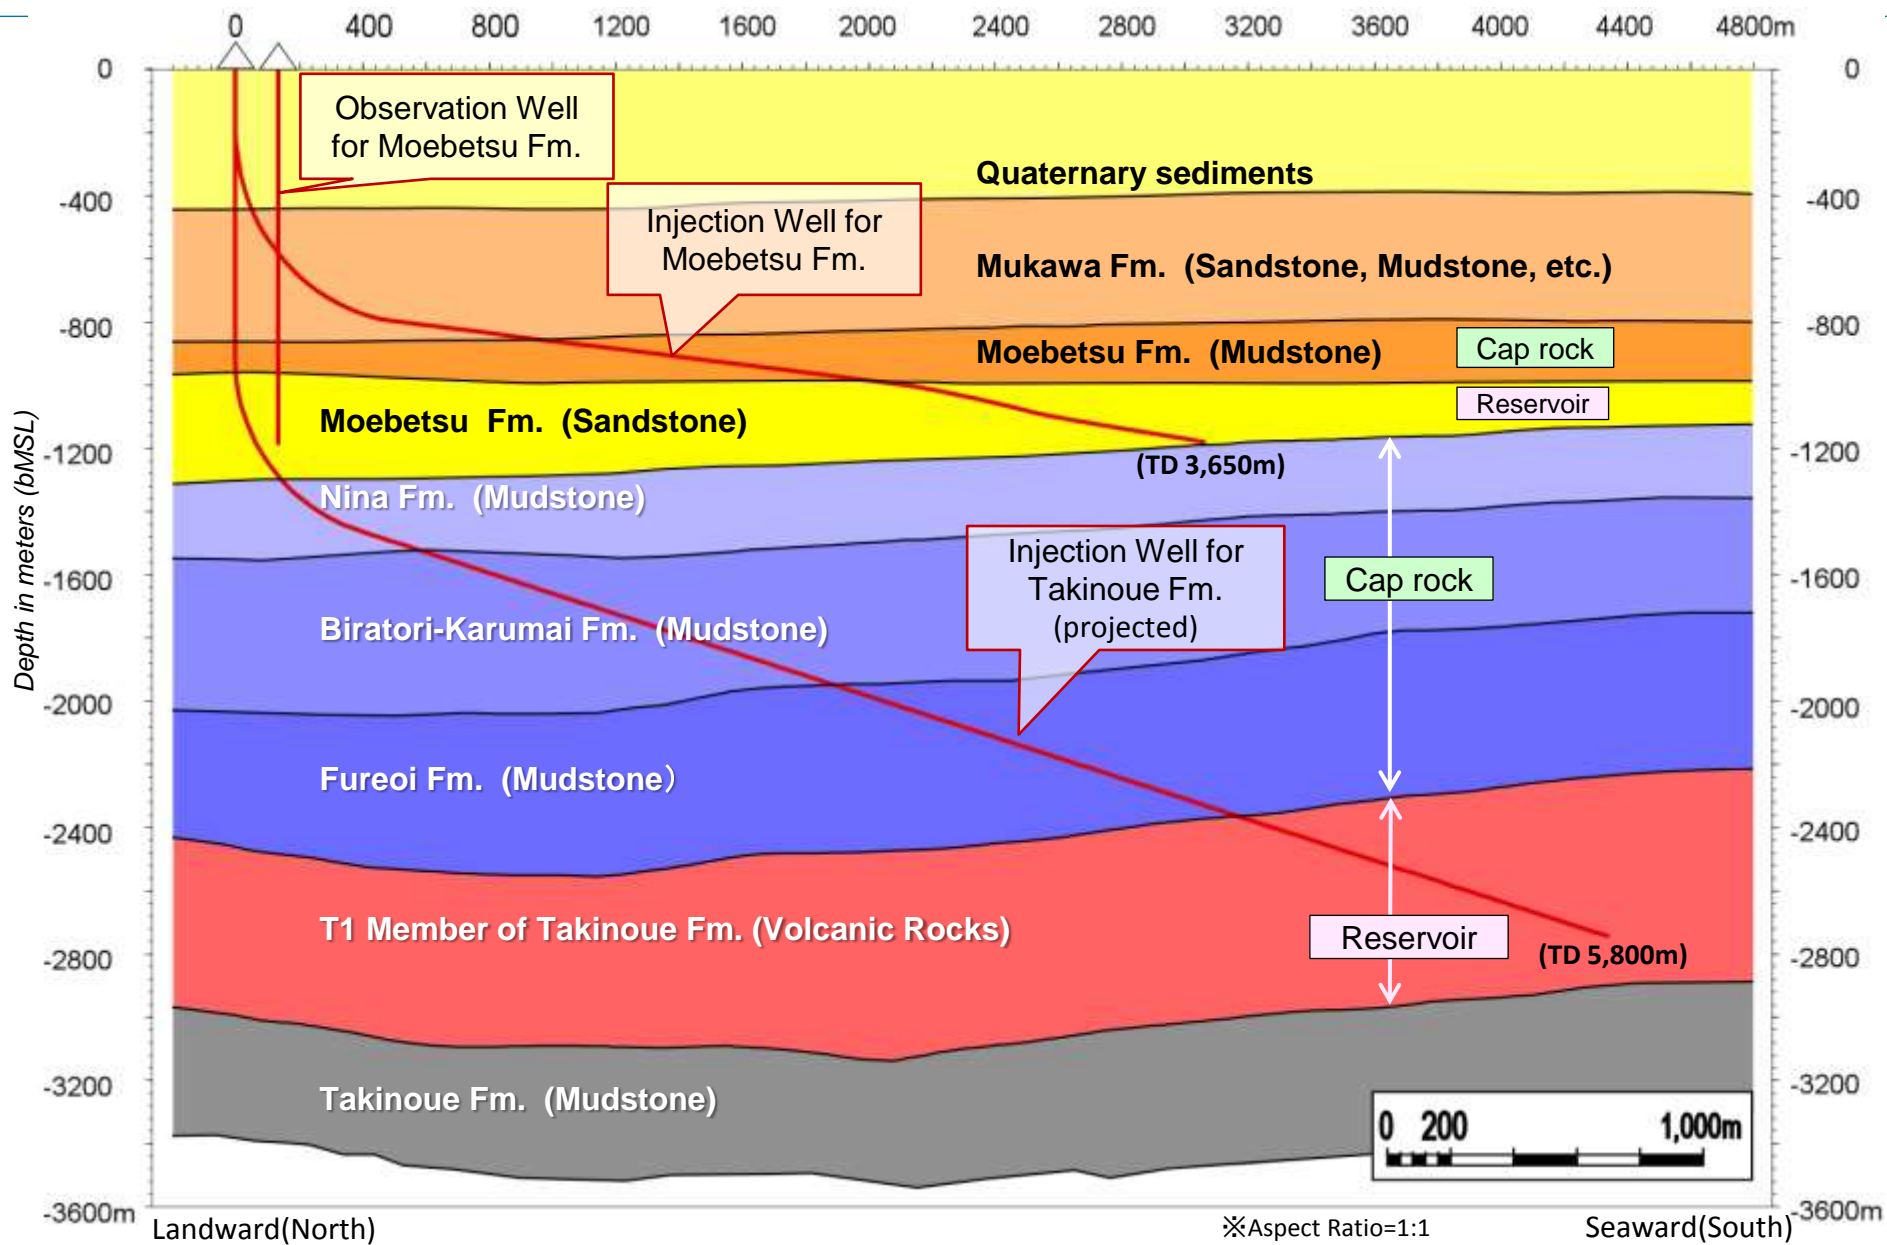 0 400 800 1200 1600 2000 2400 2800 3200 3600 4000 4400 4800m
0 0
Observation Well
for Moebetsu Fm.
Quaternary sediments
-400 -400
Injection Well for
Moebetsu Fm.
Mukawa Fm. (Sandstone, Mudstone, etc.)
-800 -800
Moebetsu Fm. (Mudstone)
Cap rock
Reservoir
Moebetsu Fm. (Sandstone)
-1200 -1200
(TD 3,650m)
Nina Fm. (Mudstone)
Injection Well for
Takinoue Fm.
(projected)
-1600 -1600
Cap rock
Biratori-Karumai Fm. (Mudstone)
Depth in meters (bMSL)
-2000 -2000
Fureoi Fm. (Mudstone）
-2400 -2400
T1 Member of Takinoue Fm. (Volcanic Rocks)
Reservoir
(TD 5,800m)
-2800 -2800
-3200 -3200
Takinoue Fm. (Mudstone)
0 200 1,000m
-3600m -3600m
Landward(North)
※Aspect Ratio=1:1
Seaward(South)